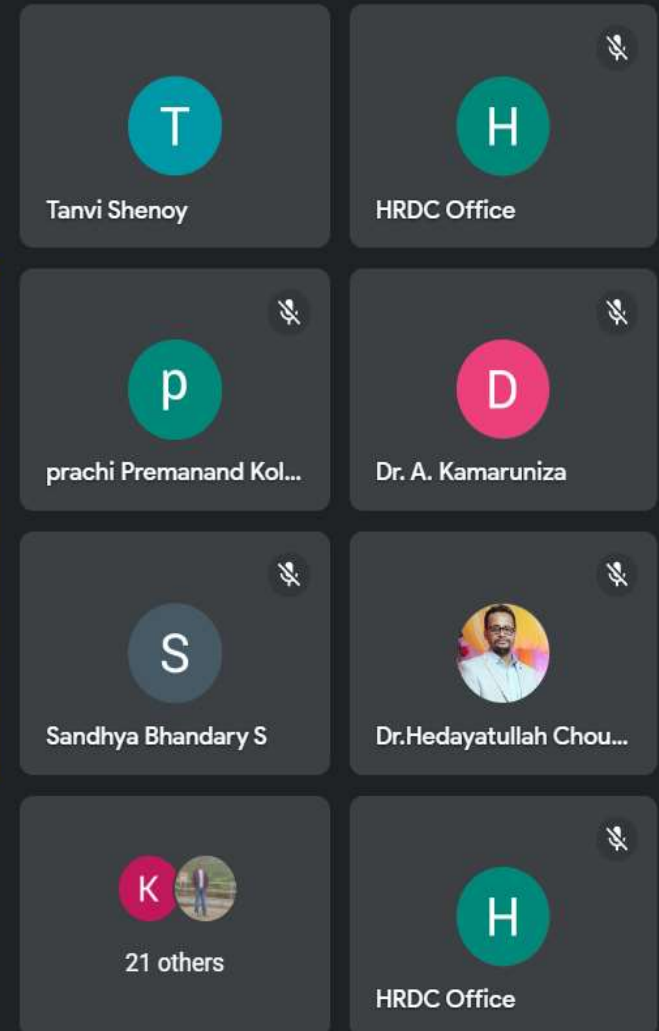 T
Tanvi Shenoy
H
HRDC Office
p
prachi Premanand Kol...
D
Dr. A. Kamaruniza
S
Sandhya Bhandary S
Dr.Hedayatullah Chou...
K
21 others
H
HRDC Office